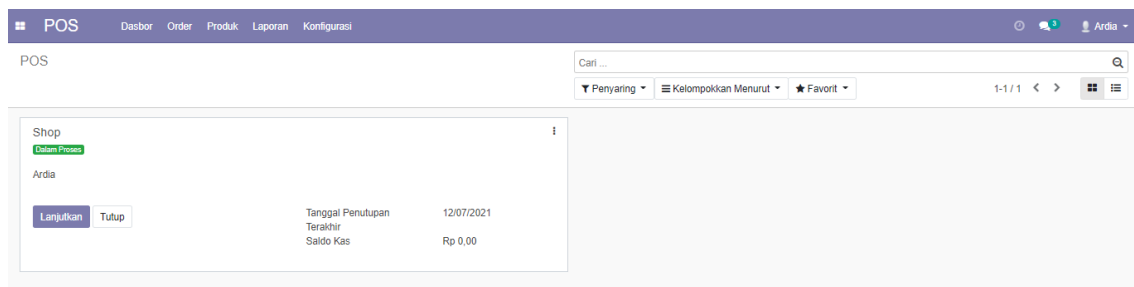 POS Dasbor Order Produk Laporan Konfigurasi 3 Ardia
POS
Cari ...
Penyaring Kelompokkan Menurut Favorit 1-1 / 1
Shop
Dalam Proses
Ardia
Lanjutkan Tutup
Tanggal Penutupan Terakhir 12/07/2021
Saldo Kas Rp 0,00